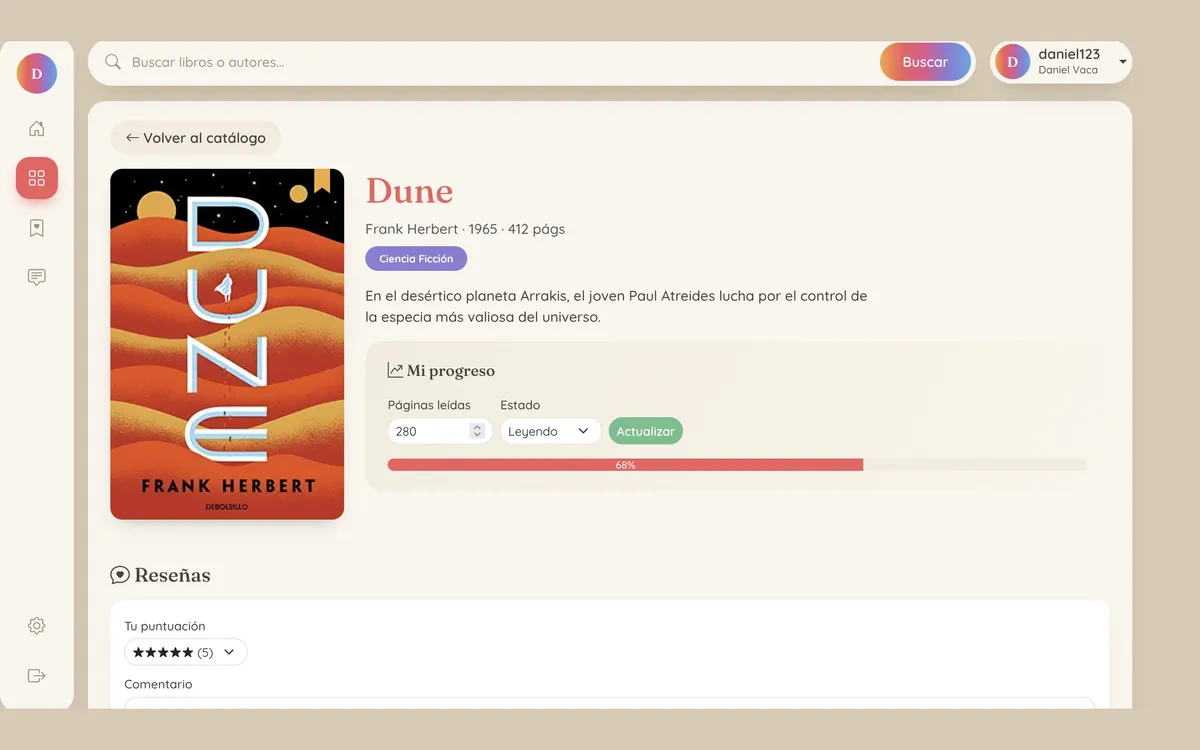 D
Buscar libros o autores...
Buscar
D
daniel123
Daniel Vaca
← Volver al catálogo
DUNE
FRANK HERBERT
DEBOLSILLO
Dune
Frank Herbert · 1965 · 412 págs
Ciencia Ficción
En el desértico planeta Arrakis, el joven Paul Atreides lucha por el control de
la especia más valiosa del universo.
Mi progreso
Páginas leídas
Estado
280
Leyendo
Actualizar
68%
Reseñas
Tu puntuación
★★★★★ (5)
Comentario